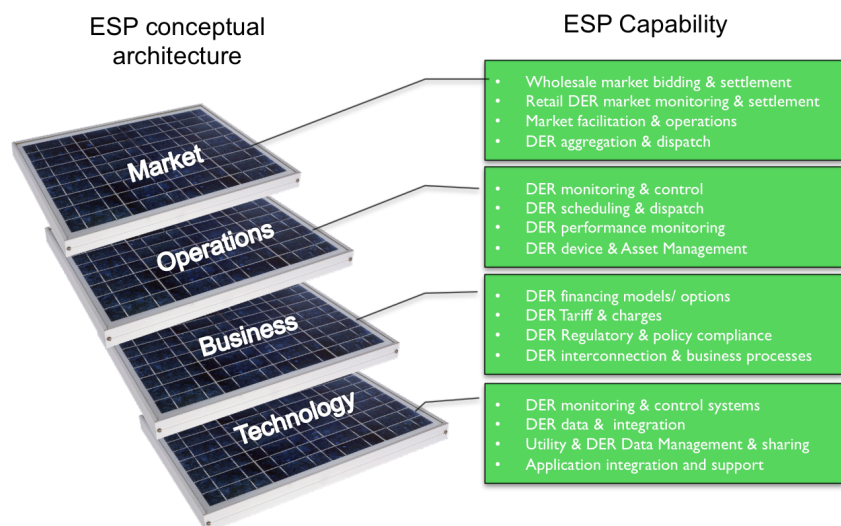 ESP conceptual
architecture
ESP Capability
Market
• Wholesale market bidding & settlement
• Retail DER market monitoring & settlement
• Market facilitation & operations
• DER aggregation & dispatch
Operations
• DER monitoring & control
• DER scheduling & dispatch
• DER performance monitoring
• DER device & Asset Management
Business
• DER financing models/ options
• DER Tariff & charges
• DER Regulatory & policy compliance
• DER interconnection & business processes
Technology
• DER monitoring & control systems
• DER data & integration
• Utility & DER Data Management & sharing
• Application integration and support